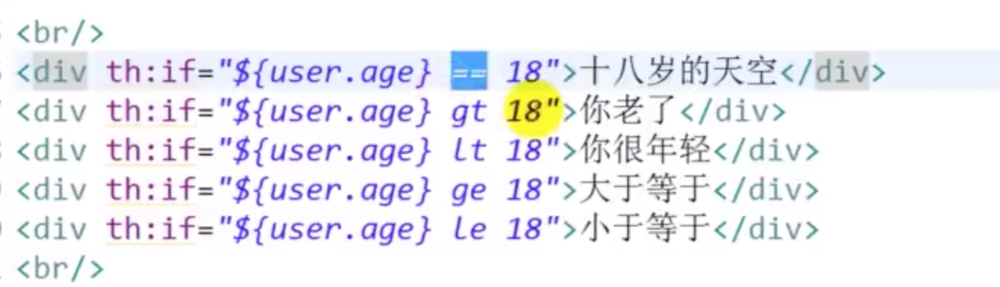 <br/>
<div th:if="${user.age} == 18">十八岁的天空</div>
<div th:if="${user.age} gt 18">你老了</div>
<div th:if="${user.age} lt 18">你很年轻</div>
<div th:if="${user.age} ge 18">大于等于</div>
<div th:if="${user.age} le 18">小于等于</div>
<br/>